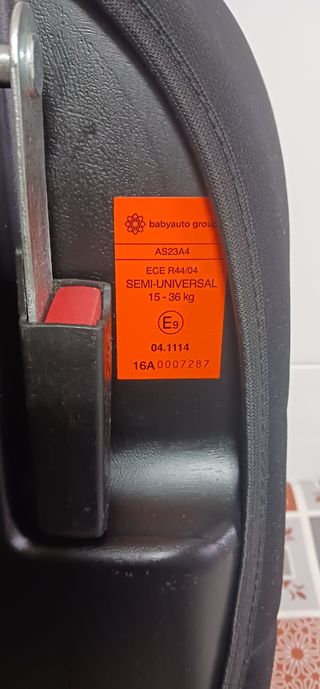 babyauto group
AS23A4
ECE R44/04
SEMI-UNIVERSAL
15 - 36 kg
E9
04.1114
16A 0007287